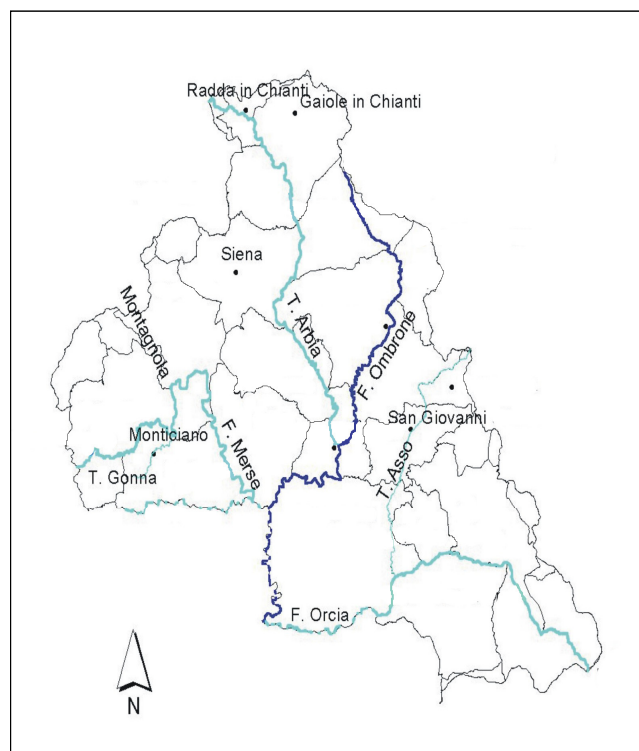 Radda in Chianti
Gaiole in Chianti
Siena
Montagnola
T. Arbia
F. Ombrone
San Giovanni
Monticiano
F. Merse
T. Asso
T. Gonna
F. Orcia
N